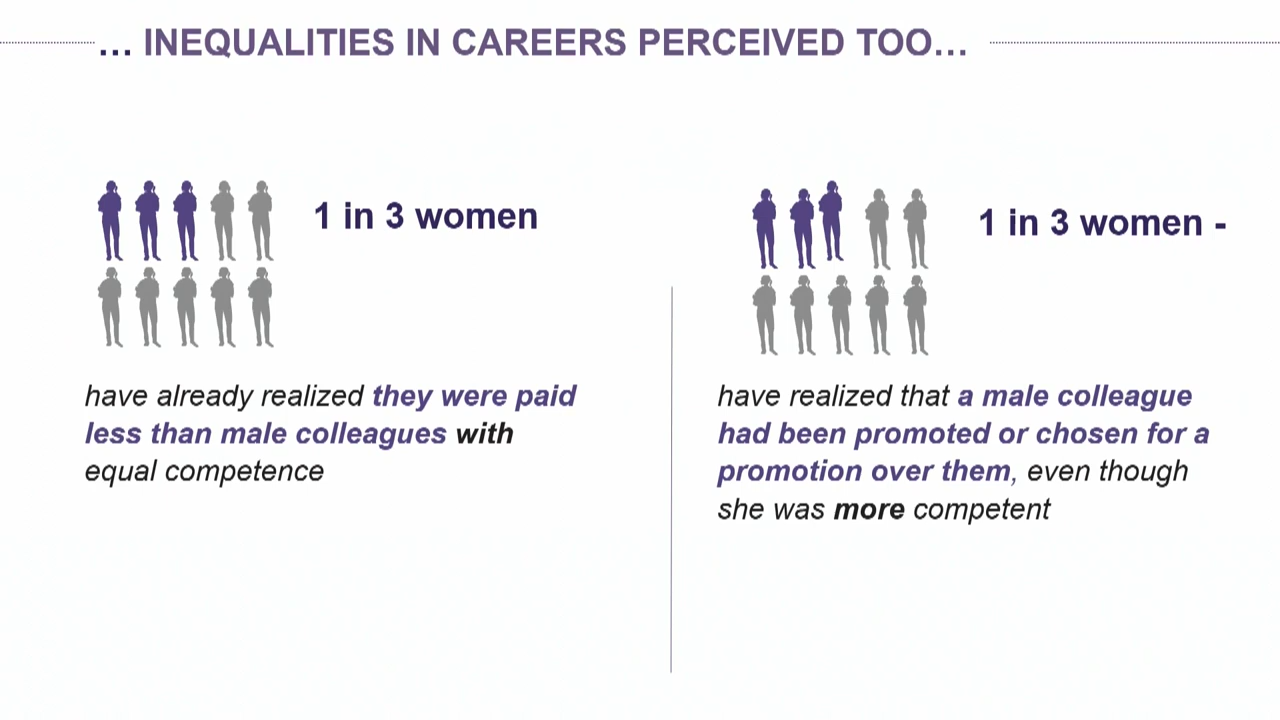 ... INEQUALITIES IN CAREERS PERCEIVED TOO...
1 in 3 women
have already realized they were paid
less than male colleagues with
equal competence
1 in 3 women -
have realized that a male colleague
had been promoted or chosen for a
promotion over them, even though
she was more competent